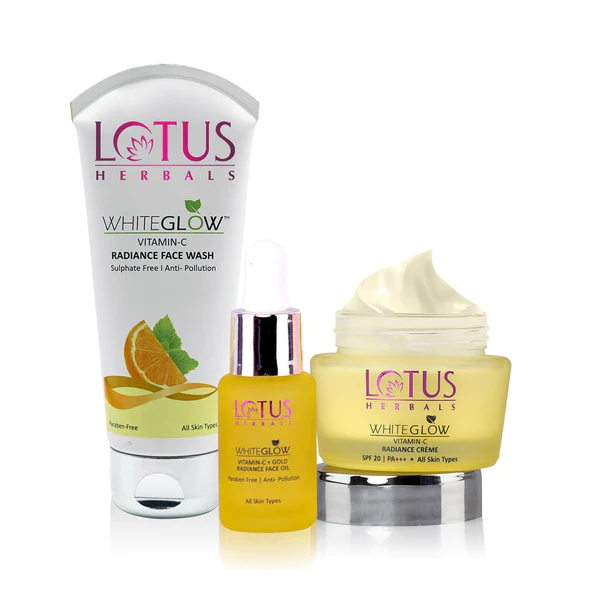 LOTUS
HERBALS
WHITEGLOW™
VITAMIN-C
RADIANCE FACE WASH
Sulphate Free I Anti- Pollution
Paraben-Free
All Skin Types
LOTUS
HERBALS
WHITEGLOW
VITAMIN-C + GOLD
RADIANCE FACE OIL
Paraben Free | Anti- Pollution
All Skin Types
LOTUS
HERBALS
WHITEGLOW
VITAMIN-C
RADIANCE CRÈME
SPF 20 | PA+++ • All Skin Types